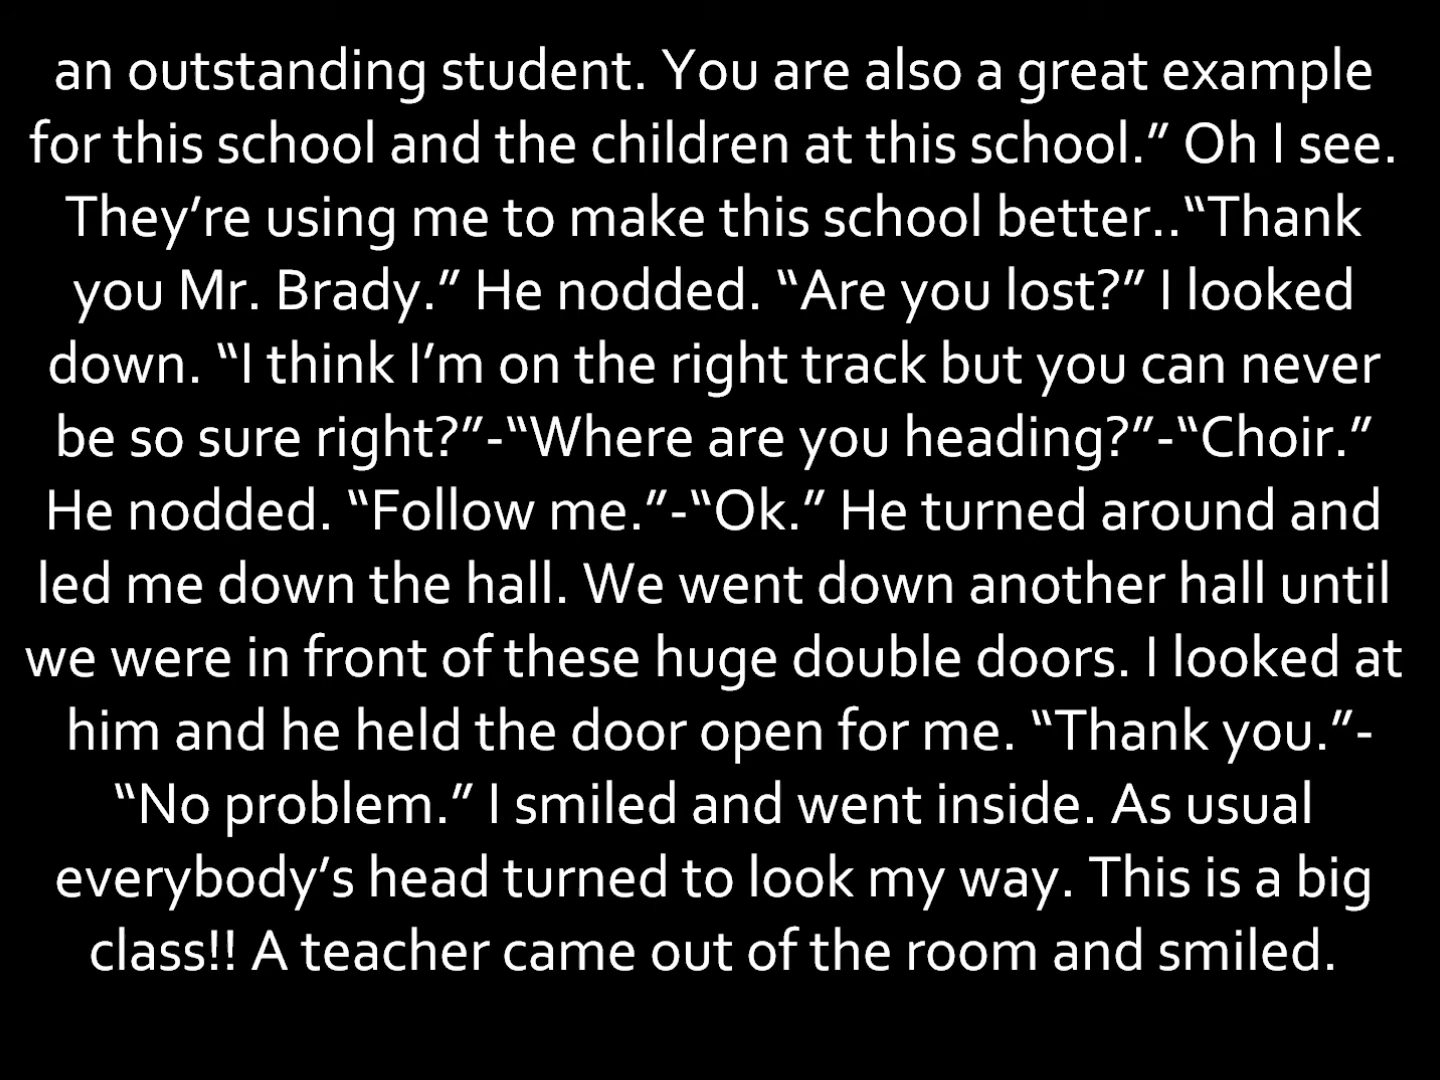 an outstanding student. You are also a great example
for this school and the children at this school.” Oh I see.
They’re using me to make this school better..“Thank
you Mr. Brady.” He nodded. “Are you lost?” I looked
down. “I think I’m on the right track but you can never
be so sure right?”-“Where are you heading?”-“Choir.”
He nodded. “Follow me.”-“Ok.” He turned around and
led me down the hall. We went down another hall until
we were in front of these huge double doors. I looked at
him and he held the door open for me. “Thank you.”-
“No problem.” I smiled and went inside. As usual
everybody’s head turned to look my way. This is a big
class!! A teacher came out of the room and smiled.